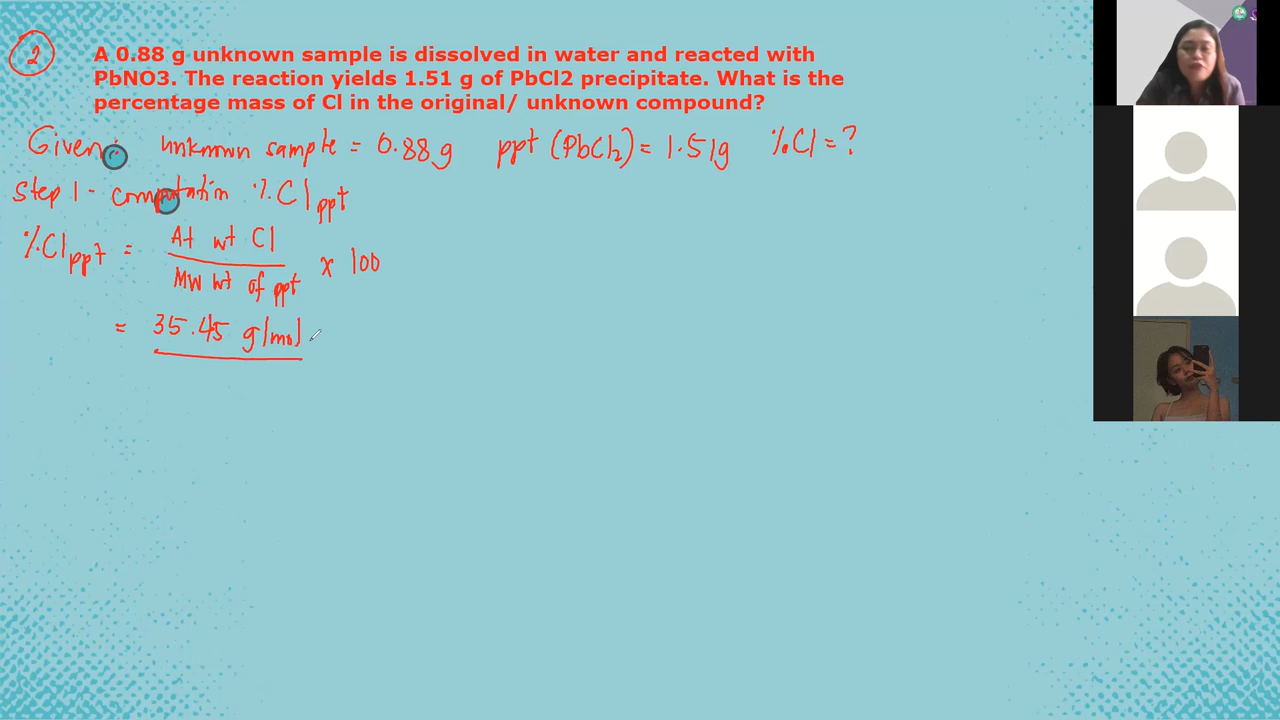 2
A 0.88 g unknown sample is dissolved in water and reacted with
PbNO3. The reaction yields 1.51 g of PbCl2 precipitate. What is the
percentage mass of Cl in the original/ unknown compound?
Given: unknown sample = 0.88 g ppt (PbCl2) = 1.51g %Cl = ?
Step 1 - computation %Cl ppt
%Cl ppt = At wt Cl
MW wt of ppt x 100
= 35.45 g/mol